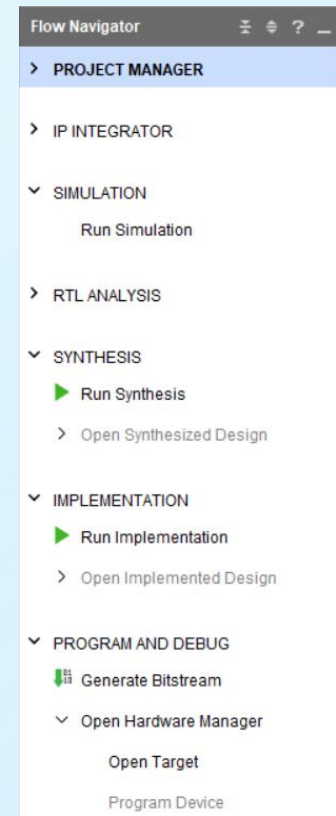 Flow Navigator ?
PROJECT MANAGER
IP INTEGRATOR
SIMULATION
Run Simulation
RTL ANALYSIS
SYNTHESIS
Run Synthesis
Open Synthesized Design
IMPLEMENTATION
Run Implementation
Open Implemented Design
PROGRAM AND DEBUG
Generate Bitstream
Open Hardware Manager
Open Target
Program Device